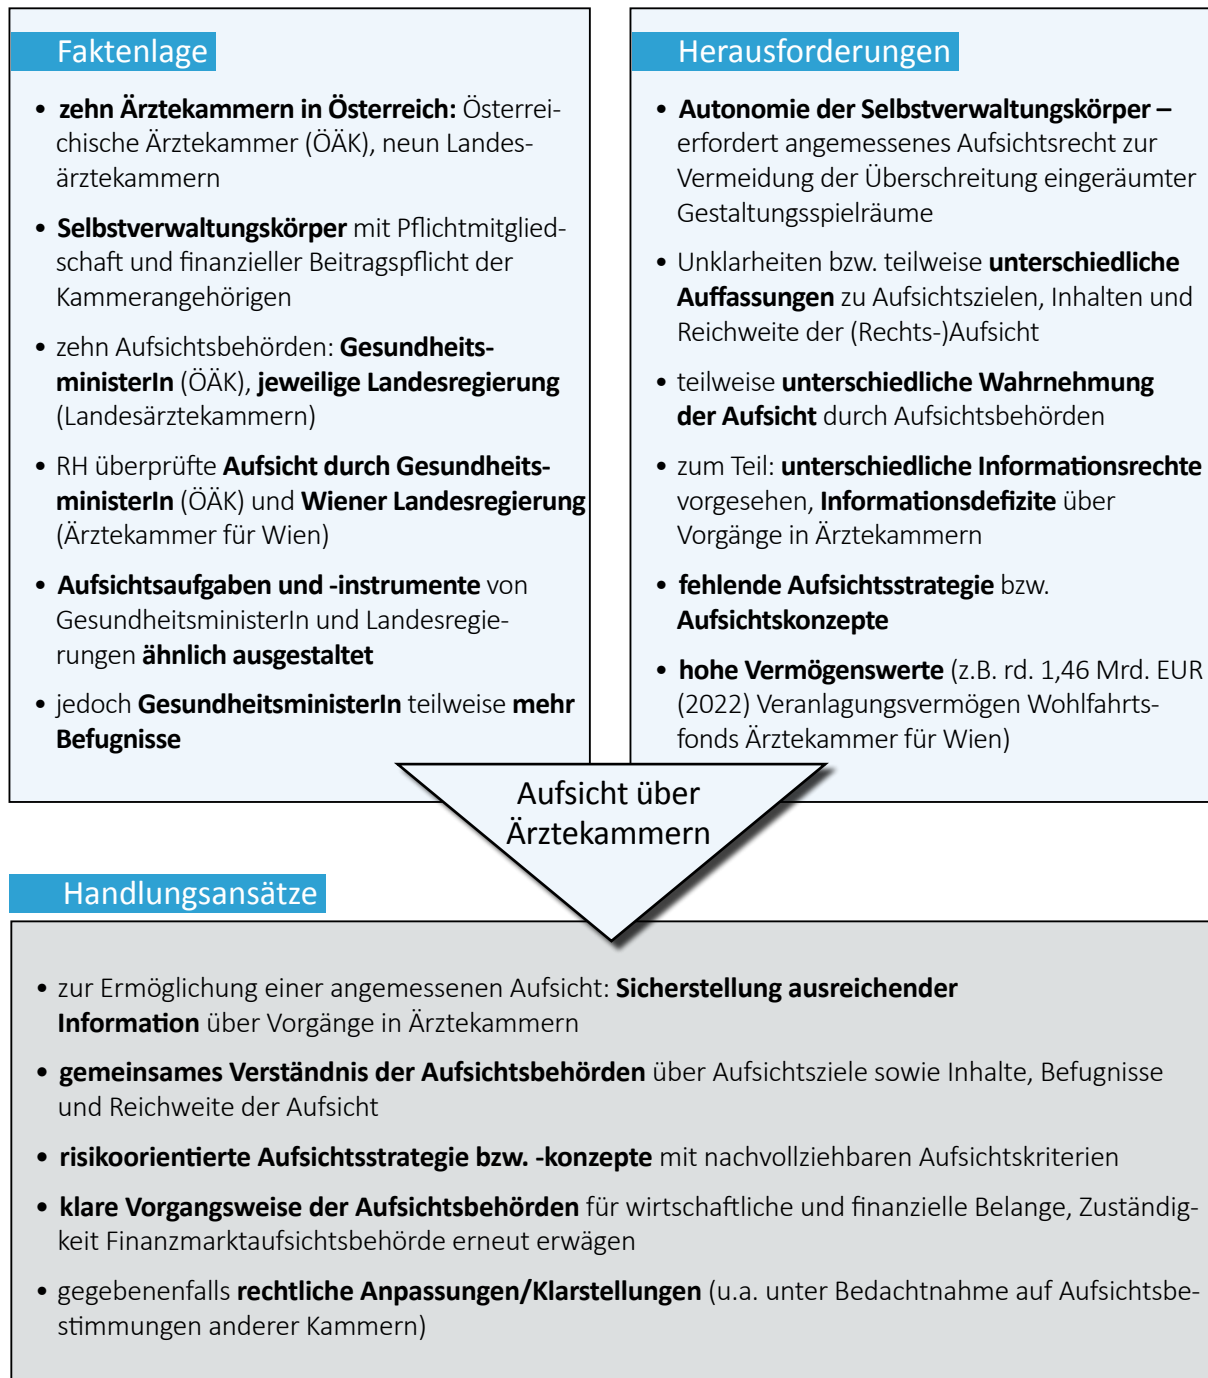 Faktenlage
• zehn Ärztekammern in Österreich: Österrei-
chische Ärztekammer (ÖÄK), neun Landes-
ärztekammern
• Selbstverwaltungskörper mit Pflichtmitglied-
schaft und finanzieller Beitragspflicht der
Kammerangehörigen
• zehn Aufsichtsbehörden: Gesundheits-
ministerIn (ÖÄK), jeweilige Landesregierung
(Landesärztekammern)
• RH überprüfte Aufsicht durch Gesundheits-
ministerIn (ÖÄK) und Wiener Landesregierung
(Ärztekammer für Wien)
• Aufsichtsaufgaben und -instrumente von
GesundheitsministerIn und Landesregie-
rungen ähnlich ausgestaltet
• jedoch GesundheitsministerIn teilweise mehr
Befugnisse
Herausforderungen
• Autonomie der Selbstverwaltungskörper –
erfordert angemessenes Aufsichtsrecht zur
Vermeidung der Überschreitung eingeräumter
Gestaltungsspielräume
• Unklarheiten bzw. teilweise unterschiedliche
Auffassungen zu Aufsichtszielen, Inhalten und
Reichweite der (Rechts-)Aufsicht
• teilweise unterschiedliche Wahrnehmung
der Aufsicht durch Aufsichtsbehörden
• zum Teil: unterschiedliche Informationsrechte
vorgesehen, Informationsdefizite über
Vorgänge in Ärztekammern
• fehlende Aufsichtsstrategie bzw.
Aufsichtskonzepte
• hohe Vermögenswerte (z.B. rd. 1,46 Mrd. EUR
(2022) Veranlagungsvermögen Wohlfahrts-
fonds Ärztekammer für Wien)
Aufsicht über
Ärztekammern
Handlungsansätze
• zur Ermöglichung einer angemessenen Aufsicht: Sicherstellung ausreichender
Information über Vorgänge in Ärztekammern
• gemeinsames Verständnis der Aufsichtsbehörden über Aufsichtsziele sowie Inhalte, Befugnisse
und Reichweite der Aufsicht
• risikoorientierte Aufsichtsstrategie bzw. -konzepte mit nachvollziehbaren Aufsichtskriterien
• klare Vorgangsweise der Aufsichtsbehörden für wirtschaftliche und finanzielle Belange, Zuständig-
keit Finanzmarktaufsichtsbehörde erneut erwägen
• gegebenenfalls rechtliche Anpassungen/Klarstellungen (u.a. unter Bedachtnahme auf Aufsichtsbe-
stimmungen anderer Kammern)